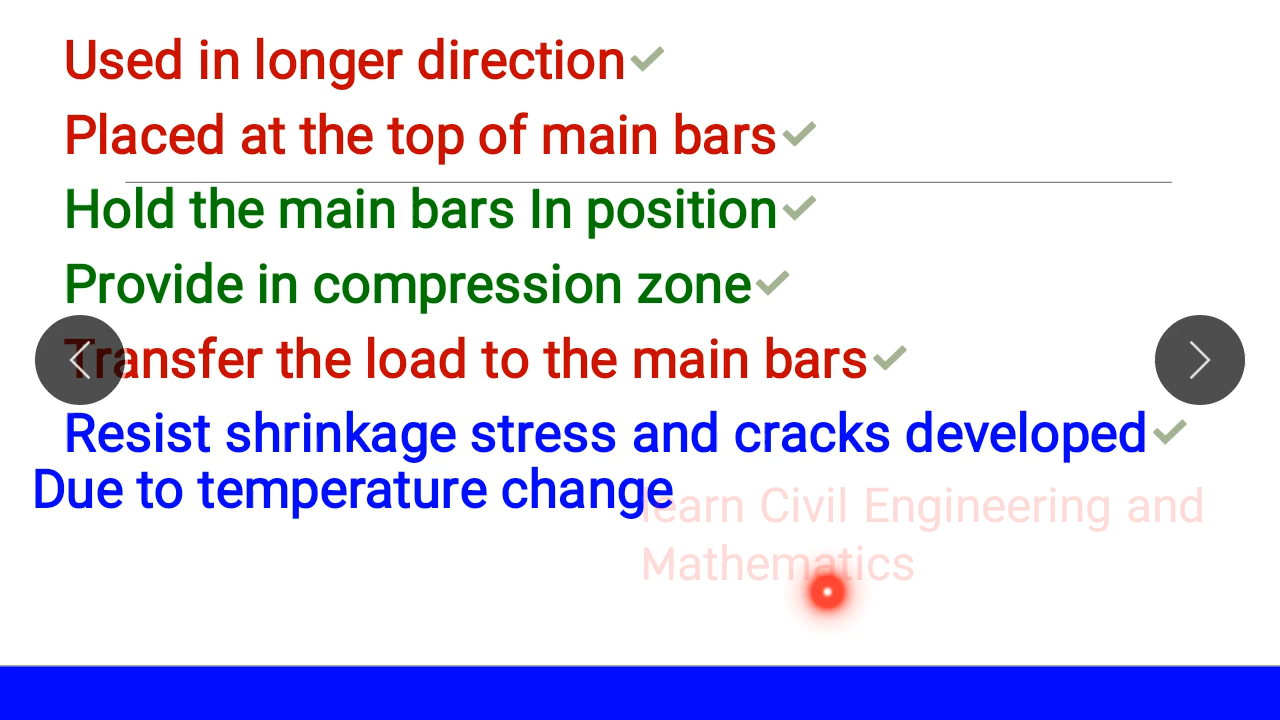 Used in longer direction✓
Placed at the top of main bars✓
Hold the main bars In position✓
Provide in compression zone✓
Transfer the load to the main bars✓
Resist shrinkage stress and cracks developed✓
Due to temperature change
learn Civil Engineering and
Mathematics